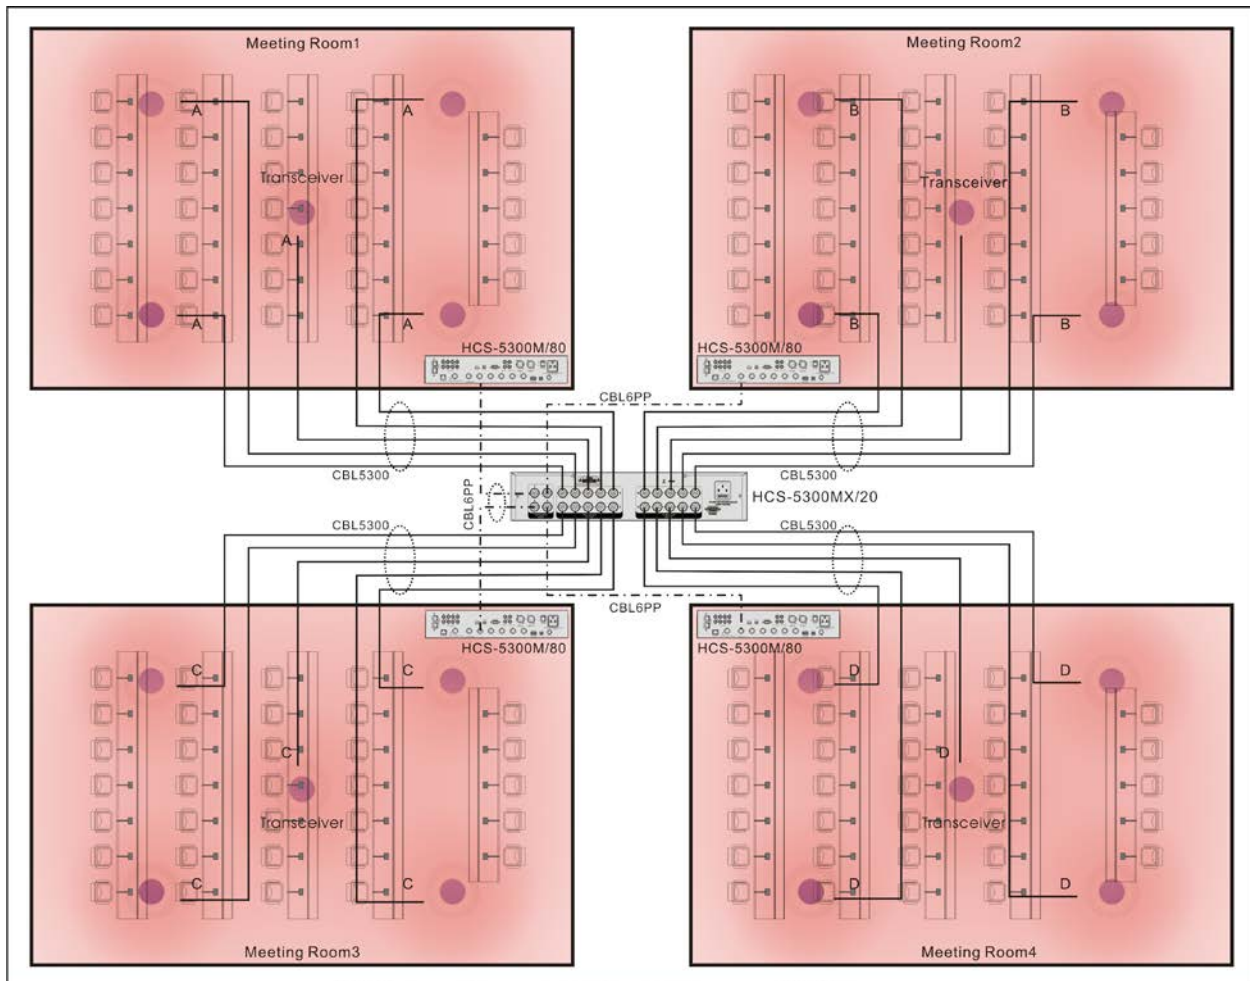 Meeting Room1
A
A
Transceiver
A
A
A
HCS-5300M/80
Meeting Room2
B
B
Transceiver
B
B
HCS-5300M/80
CBL6PP
CBL5300
CBL5300
CBL6PP
HCS-5300MX/20
CBL5300
CBL5300
CBL6PP
HCS-5300M/80
C
C
C
Transceiver
C
C
Meeting Room3
HCS-5300M/80
D
D
D
Transceiver
D
D
Meeting Room4